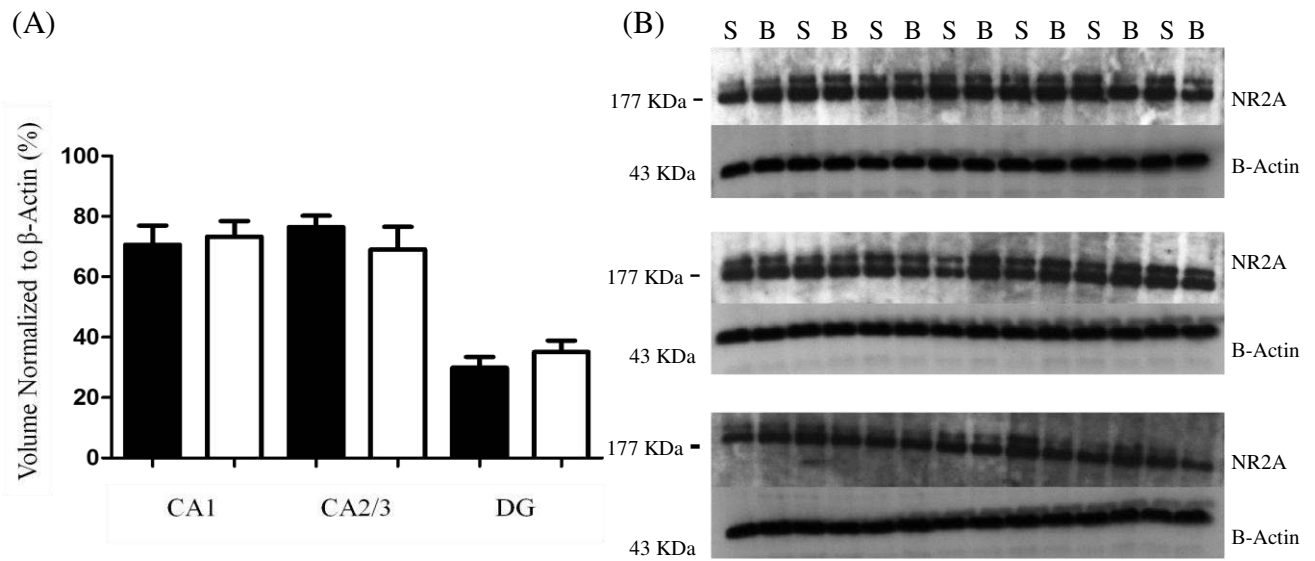 (A)
Volume Normalized to β-Actin (%)
100
80
60
40
20
0
CA1 CA2/3 DG
(B)
S B S B S B S B S B S B S B
177 KDa NR2A
43 KDa B-Actin
177 KDa NR2A
43 KDa B-Actin
177 KDa NR2A
43 KDa B-Actin